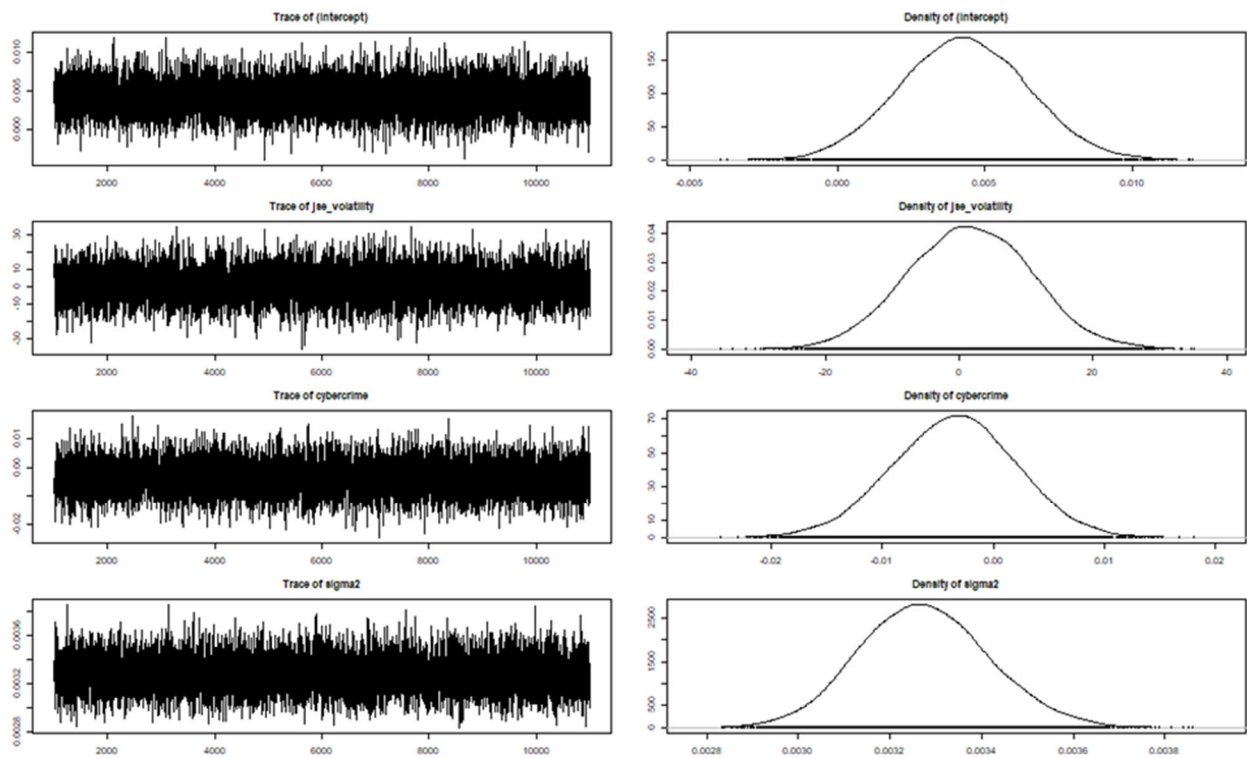 Trace of (Intercept)
0.000 0.005 0.010
2000 4000 6000 8000 10000
Density of (Intercept)
0 50 100 150
-0.005 0.000 0.005 0.010
Trace of jse_volatility
-30 -10 0 10 30
2000 4000 6000 8000 10000
Density of jse_volatility
0.00 0.01 0.02 0.03 0.04
-40 -20 0 20 40
Trace of cybercrime
-0.02 0.00 0.01
2000 4000 6000 8000 10000
Density of cybercrime
0 10 30 50 70
-0.02 -0.01 0.00 0.01 0.02
Trace of sigma2
0.0028 0.0032 0.0036
2000 4000 6000 8000 10000
Density of sigma2
0 500 1500 2500
0.0028 0.0030 0.0032 0.0034 0.0036 0.0038